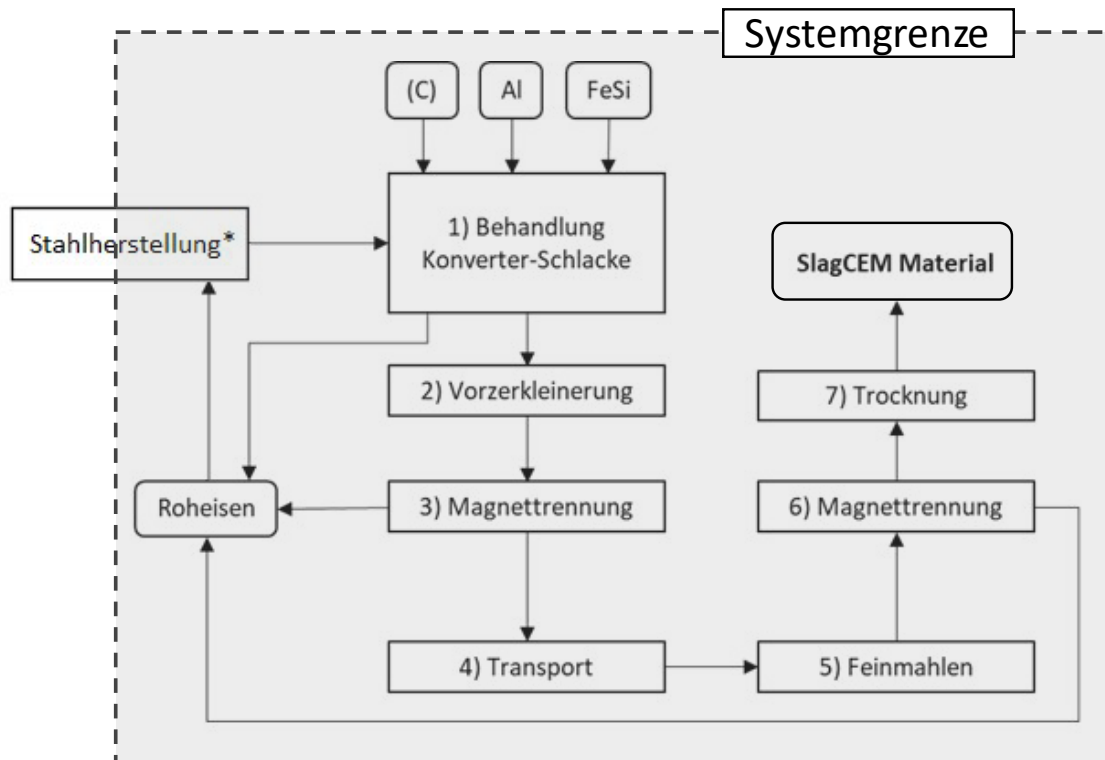 Systemgrenze
(C)
Al
FeSi
Stahlherstellung*
1) Behandlung
Konverter-Schlacke
SlagCEM Material
2) Vorzerkleinerung
7) Trocknung
Roheisen
3) Magnettrennung
6) Magnettrennung
4) Transport
5) Feinmahlen